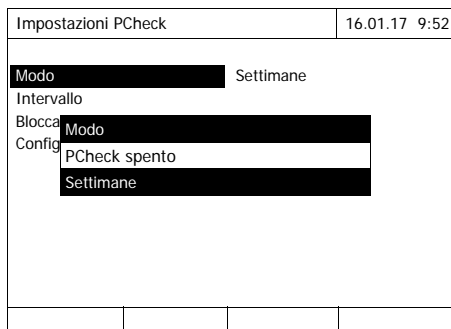 Impostazioni PCheck 16.01.17 9:52
Modo Settimane
Intervallo
Blocca
Config
Modo
PCheck spento
Settimane